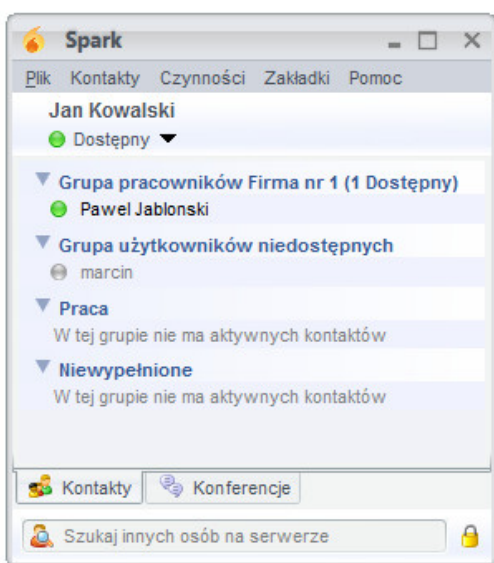 Spark
Plik Kontakty Czynności Zakładki Pomoc
Jan Kowalski
Dostępny
Grupa pracowników Firma nr 1 (1 Dostępny)
Pawel Jablonski
Grupa użytkowników niedostępnych
marcin
Praca
W tej grupie nie ma aktywnych kontaktów
Niewypełnione
W tej grupie nie ma aktywnych kontaktów
Kontakty Konferencje
Szukaj innych osób na serwerze